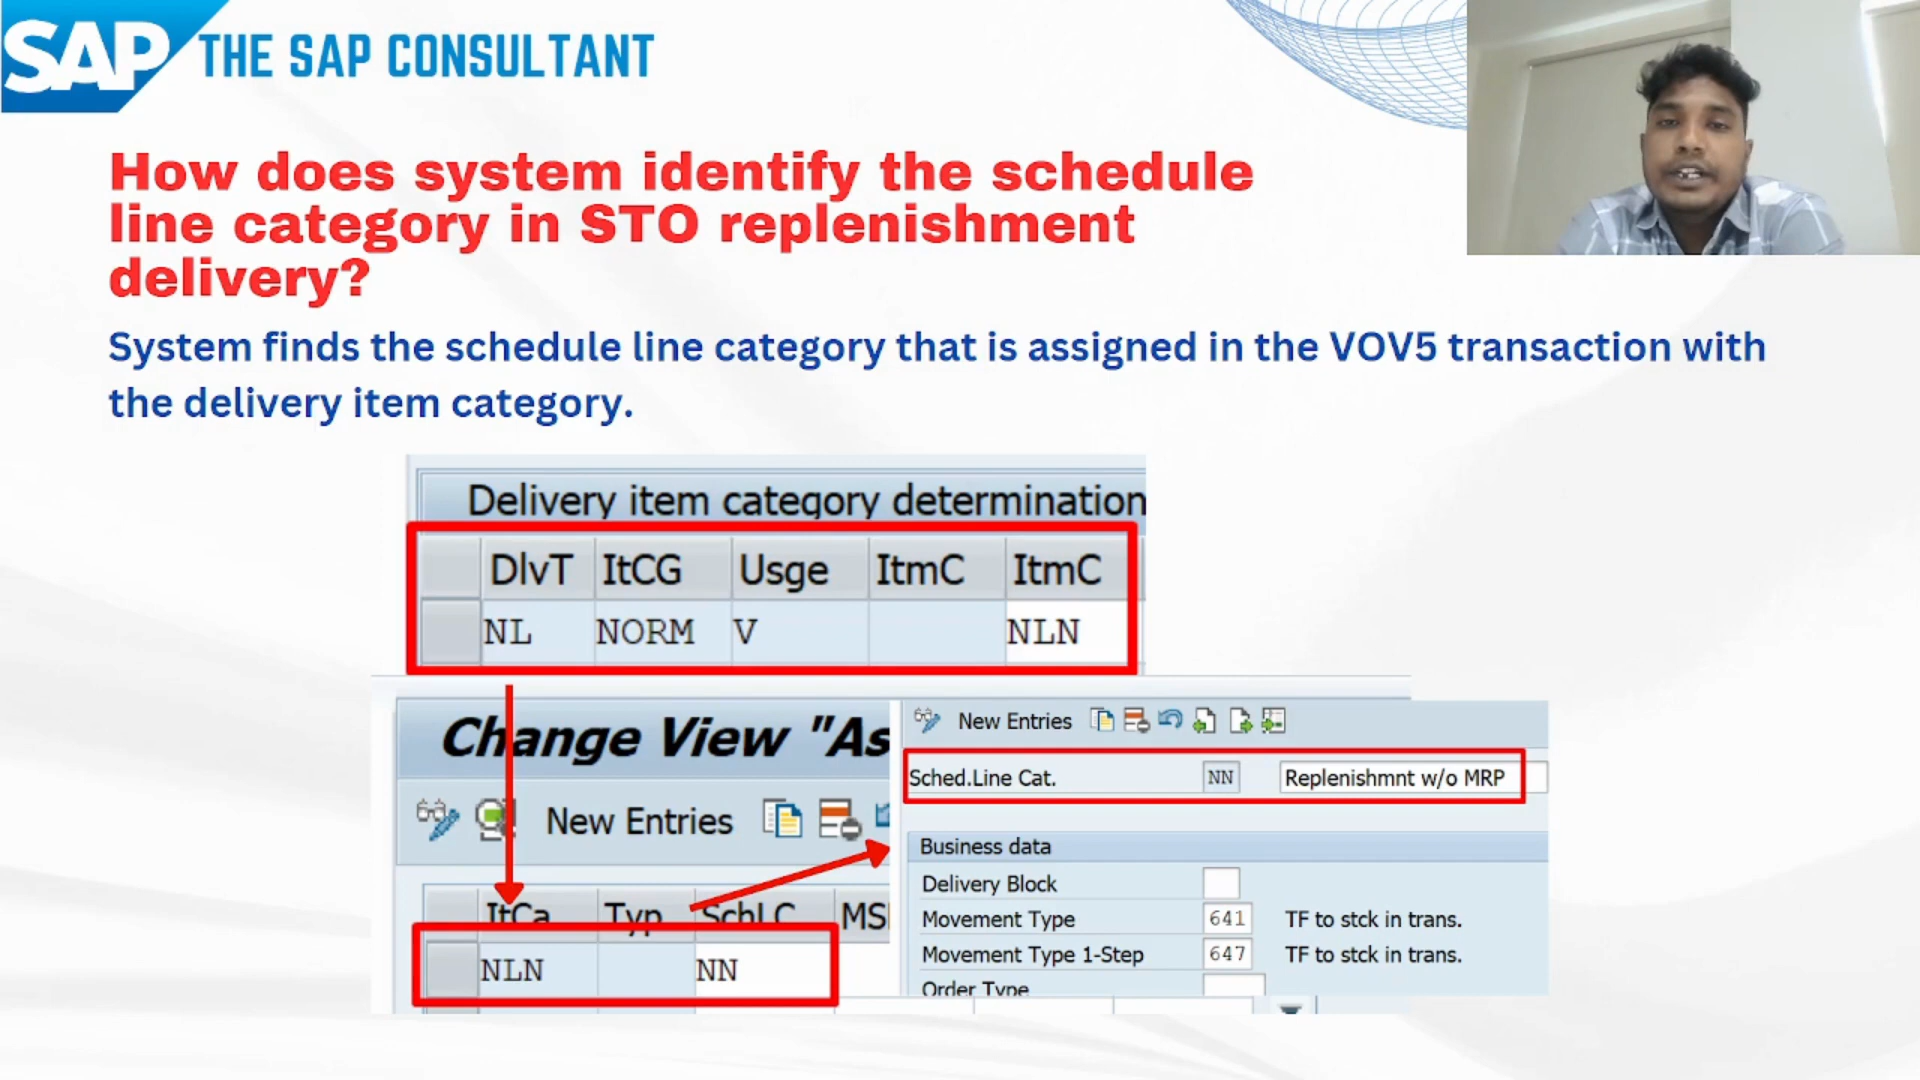 SAP THE SAP CONSULTANT
How does system identify the schedule
line category in STO replenishment
delivery?
System finds the schedule line category that is assigned in the VOV5 transaction with
the delivery item category.
Delivery item category determination
DlvT ItCG Usge ItmC ItmC
NL NORM V NLN
Change View "As
New Entries
ItCa Typ SchLC MS
NLN NN
New Entries
Sched.Line Cat. NN Replenishmnt w/o MRP
Business data
Delivery Block
Movement Type 641 TF to stck in trans.
Movement Type 1-Step 647 TF to stck in trans.
Order Type